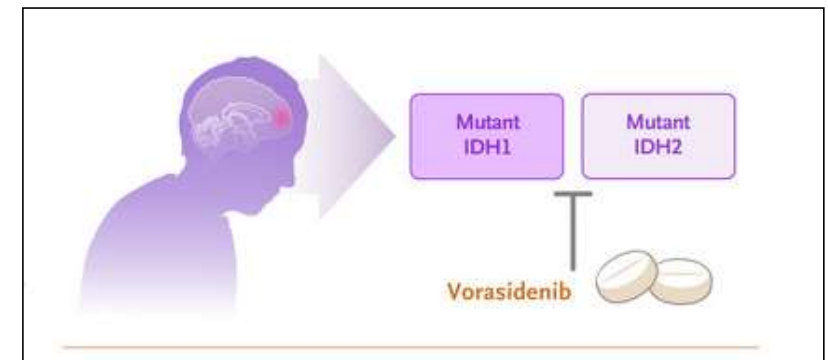 Mutant
IDH1
Mutant
IDH2
Vorasidenib